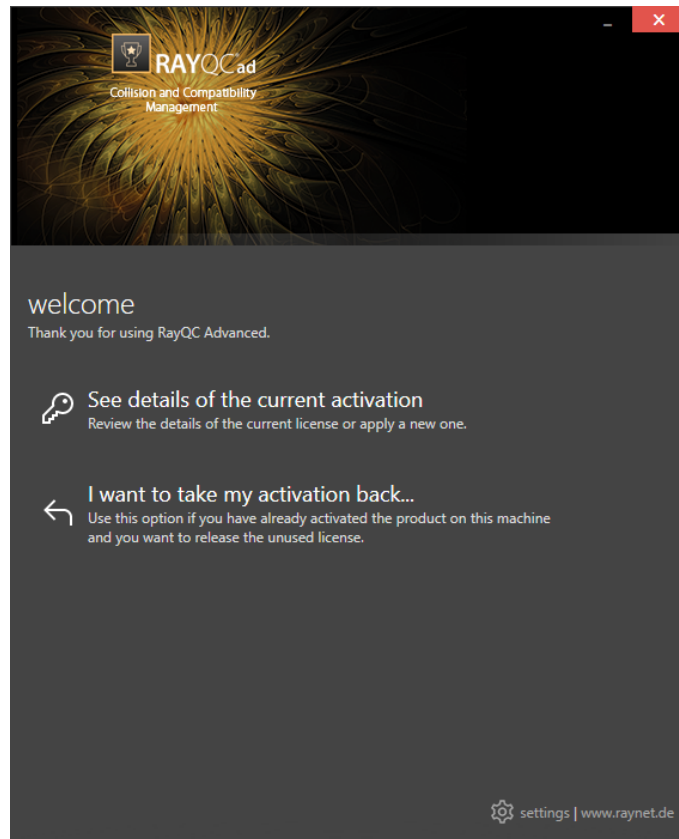 RAYQC®ad
Collision and Compatibility
Management
welcome
Thank you for using RayQC Advanced.
See details of the current activation
Review the details of the current license or apply a new one.
I want to take my activation back...
Use this option if you have already activated the product on this machine
and you want to release the unused license.
settings | www.raynet.de